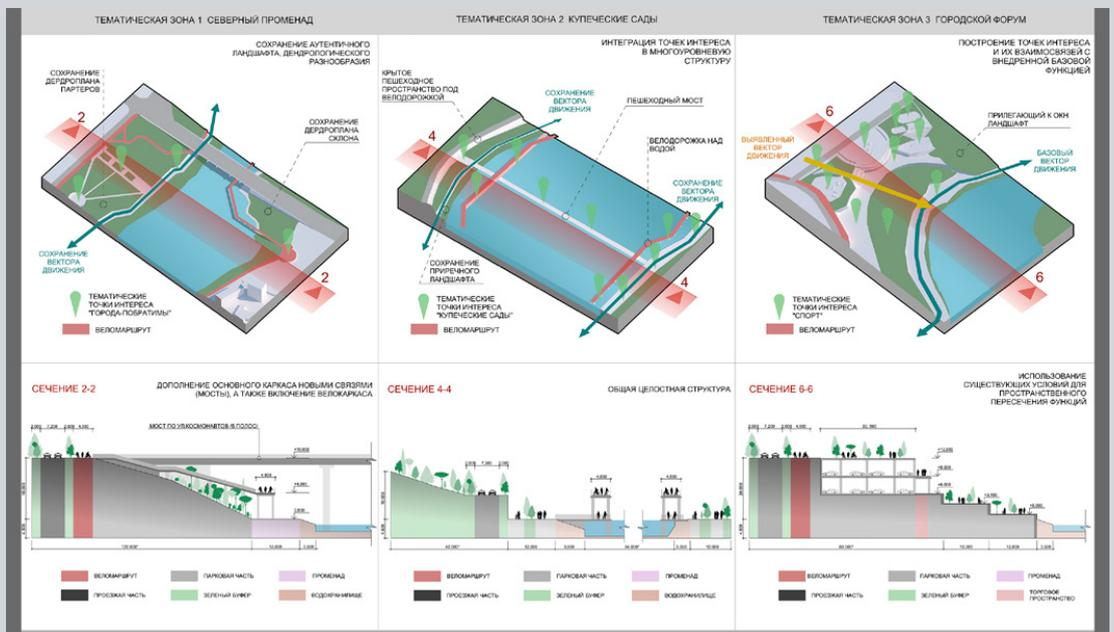 ТЕМАТИЧЕСКАЯ ЗОНА 1  СЕВЕРНЫЙ ПРОМЕНАД
СОХРАНЕНИЕ АУТЕНТИЧНОГО
ЛАНДШАФТА, ДЕНДРОЛОГИЧЕСКОГО
РАЗНООБРАЗИЯ
СОХРАНЕНИЕ
ДЕРДРОПЛАНА
ПАРТЕРОВ
2
СОХРАНЕНИЕ
ДЕРДРОПЛАНА
СКЛОНА
СОХРАНЕНИЕ
ВЕКТОРА
ДВИЖЕНИЯ
2
ТЕМАТИЧЕСКИЕ
ТОЧКИ ИНТЕРЕСА
"ГОРОДА-ПОБРАТИМЫ"
ВЕЛОМАРШРУТ
ТЕМАТИЧЕСКАЯ ЗОНА 2  КУПЕЧЕСКИЕ САДЫ
ИНТЕГРАЦИЯ ТОЧЕК ИНТЕРЕСА
В МНОГОУРОВНЕВУЮ
СТРУКТУРУ
КРЫТОЕ
ПЕШЕХОДНОЕ
ПРОСТРАНСТВО ПОД
ВЕЛОДОРОЖКОЙ
СОХРАНЕНИЕ
ВЕКТОРА
ДВИЖЕНИЯ
ПЕШЕХОДНЫЙ МОСТ
4
ВЕЛОДОРОЖКА НАД
ВОДОЙ
СОХРАНЕНИЕ
ВЕКТОРА
ДВИЖЕНИЯ
СОХРАНЕНИЕ
ПРИРЕЧНОГО
ЛАНДШАФТА
4
ТЕМАТИЧЕСКИЕ
ТОЧКИ ИНТЕРЕСА
"КУПЕЧЕСКИЕ САДЫ"
ВЕЛОМАРШРУТ
ТЕМАТИЧЕСКАЯ ЗОНА 3  ГОРОДСКОЙ ФОРУМ
ПОСТРОЕНИЕ ТОЧЕК ИНТЕРЕСА
И ИХ ВЗАИМОСВЯЗЕЙ С
ВНЕДРЕННОЙ БАЗОВОЙ
ФУНКЦИЕЙ
6
ПРИЛЕГАЮЩИЙ К ОКН
ЛАНДШАФТ
ВЫЯВЛЕННЫЙ
ВЕКТОР
ДВИЖЕНИЯ
БАЗОВЫЙ
ВЕКТОР
ДВИЖЕНИЯ
6
ТЕМАТИЧЕСКИЕ
ТОЧКИ ИНТЕРЕСА
"СПОРТ"
ВЕЛОМАРШРУТ
СЕЧЕНИЕ 2-2
ДОПОЛНЕНИЕ ОСНОВНОГО КАРКАСА НОВЫМИ СВЯЗЯМИ
(МОСТЫ), А ТАКЖЕ ВКЛЮЧЕНИЕ ВЕЛОКАРКАСА
МОСТ ПО УЛ.КОСМОНАВТОВ
ВЕЛОМАРШРУТ
ПАРКОВАЯ ЧАСТЬ
ПРОМЕНАД
ПРОЕЗЖАЯ ЧАСТЬ
ЗЕЛЕНЫЙ БУФЕР
ВОДОХРАНИЛИЩЕ
СЕЧЕНИЕ 4-4
ОБЩАЯ ЦЕЛОСТНАЯ СТРУКТУРА
ВЕЛОМАРШРУТ
ПАРКОВАЯ ЧАСТЬ
ПРОМЕНАД
ПРОЕЗЖАЯ ЧАСТЬ
ЗЕЛЕНЫЙ БУФЕР
ВОДОХРАНИЛИЩЕ
СЕЧЕНИЕ 6-6
ИСПОЛЬЗОВАНИЕ
СУЩЕСТВУЮЩИХ УСЛОВИЙ ДЛЯ
ПРОСТРАНСТВЕННОГО
ПЕРЕСЕЧЕНИЯ ФУНКЦИЙ
ВЕЛОМАРШРУТ
ПАРКОВАЯ ЧАСТЬ
ПРОМЕНАД
ПРОЕЗЖАЯ ЧАСТЬ
ЗЕЛЕНЫЙ БУФЕР
ТОРГОВОЕ
ПРОСТРАНСТВО